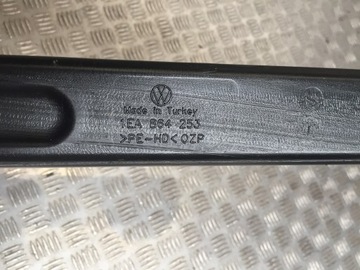 Made in Turkey
1EA 864 253
>PE-HD<OZP